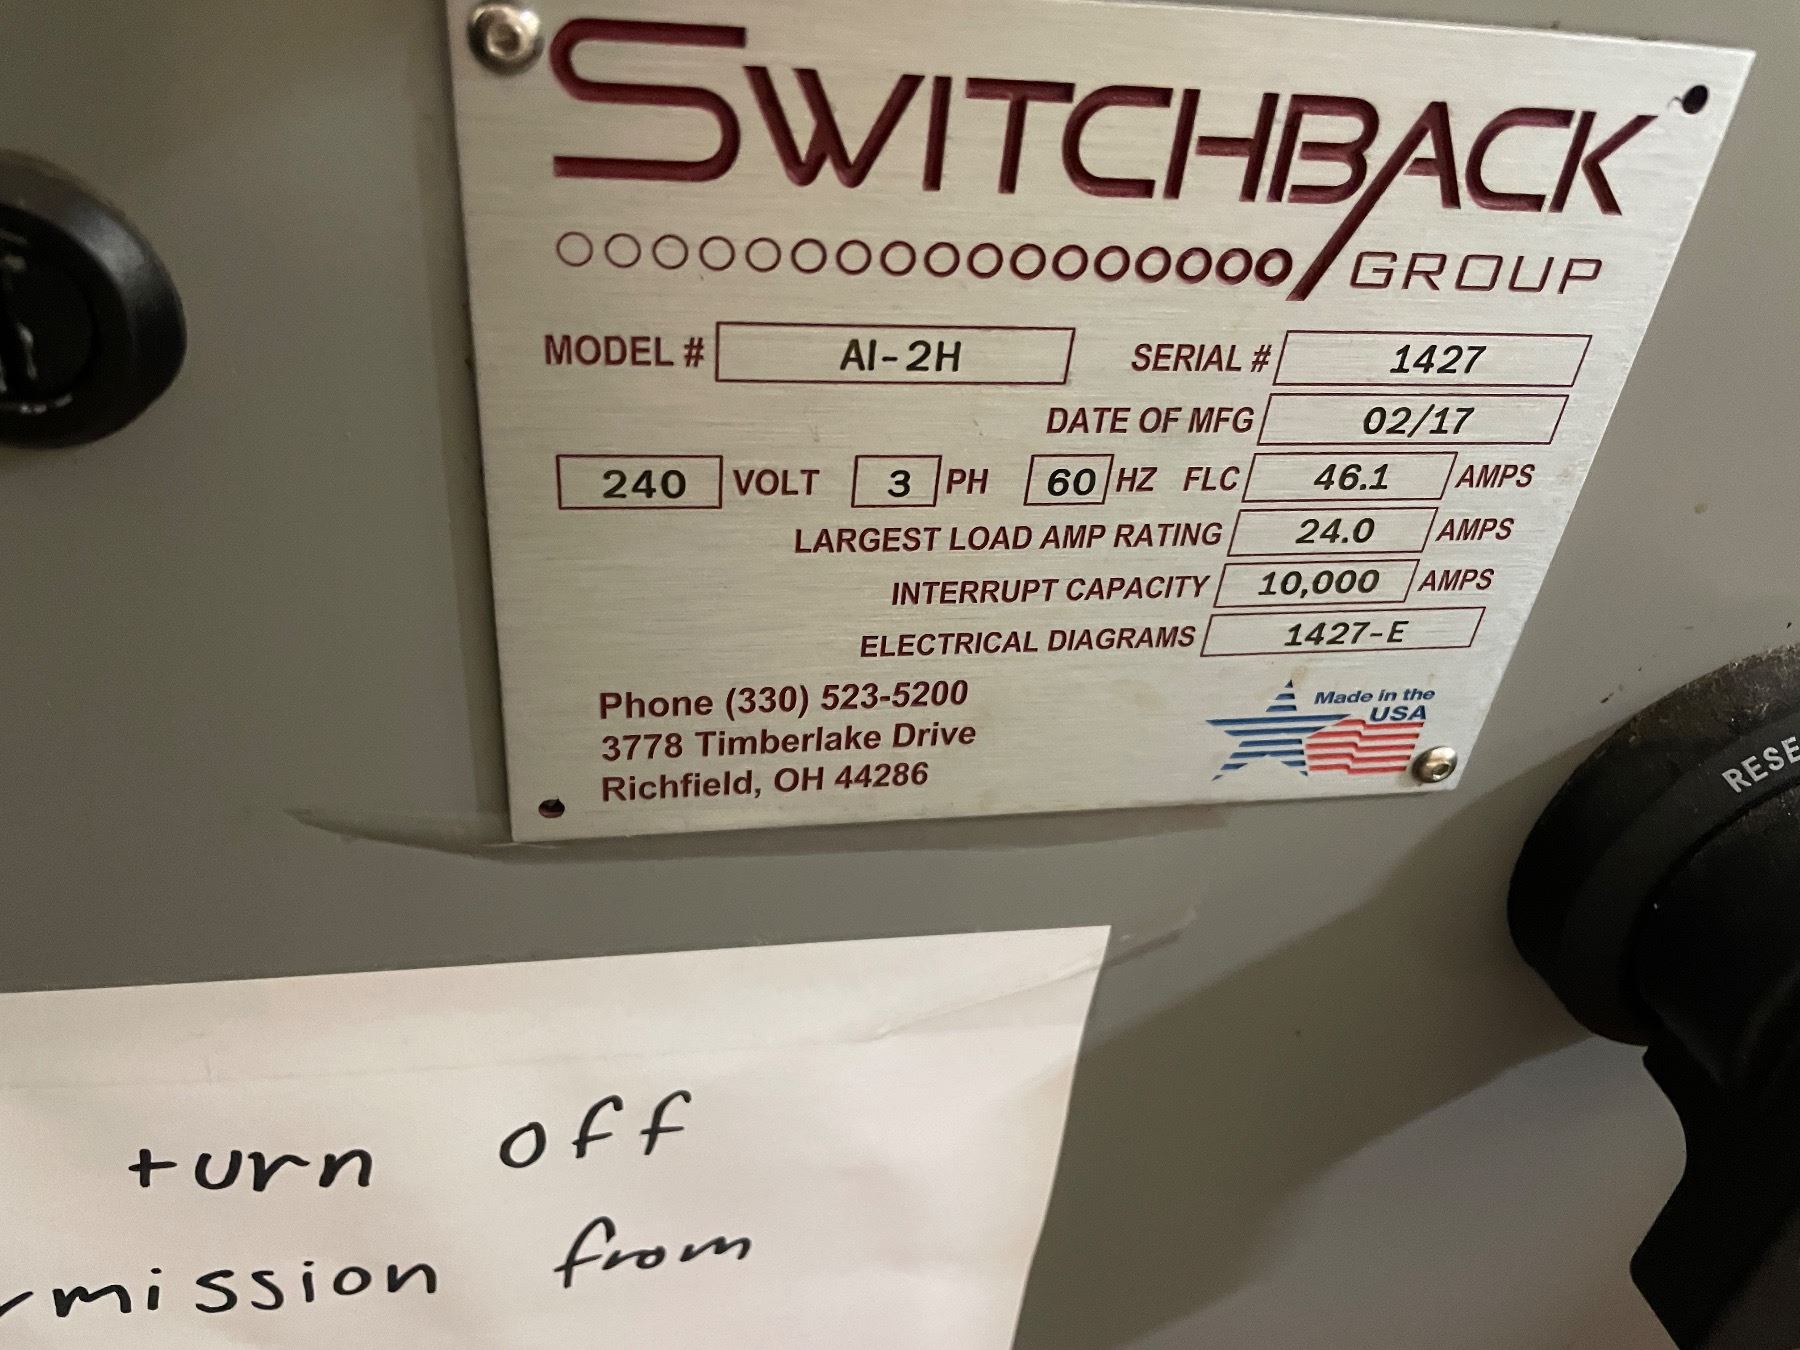 SWITCHBACK
GROUP
MODEL # AI-2H SERIAL # 1427
DATE OF MFG 02/17
240 VOLT 3 PH 60 HZ FLC 46.1 AMPS
LARGEST LOAD AMP RATING 24.0 AMPS
INTERRUPT CAPACITY 10,000 AMPS
ELECTRICAL DIAGRAMS 1427-E
Phone (330) 523-5200
3778 Timberlake Drive
Richfield, OH 44286
Made in the
USA
RESE
turn off
rmission from